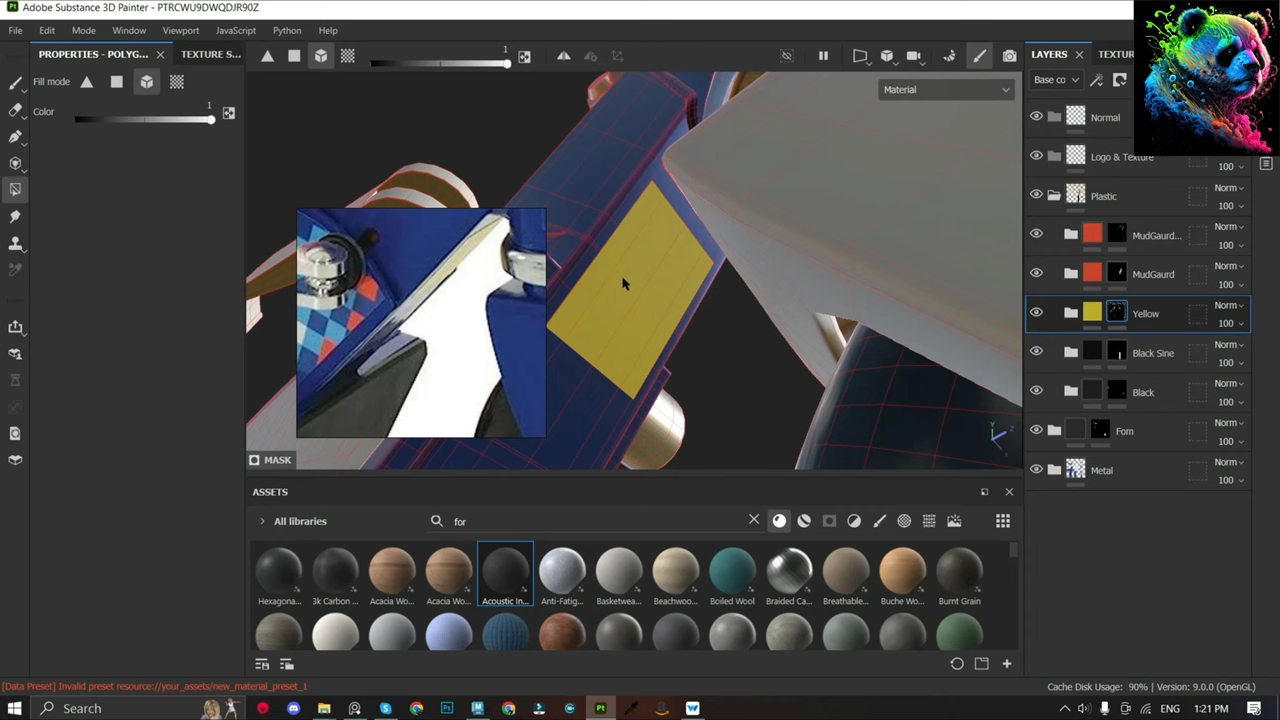 Adobe Substance 3D Painter - PTRCWU9DWQDJR90Z
File Edit Mode Window Viewport JavaScript Python Help
PROPERTIES - POLYG... TEXTURE S...
Fill mode
Color
1
1
Material
MASK
LAYERS
TEXTUR
Base co
Normal
Logo & Texture
100
Plastic
Norm
100
MudGaurd...
Norm
100
MudGaurd
Norm
100
Yellow
Norm
100
Black Sine
Norm
100
Black
Norm
100
Fom
Norm
100
Metal
Norm
100
ASSETS
All libraries
for
Hexagona... 3k Carbon ... Acacia Wo... Acacia Wo... Acoustic In... Anti-Fatig... Basketwea... Beachwoo... Boiled Wool Braided Ca... Breathable... Buche Wo... Burnt Grain
[Data Preset] Invalid preset resource://your_assets/new_material_preset_1
Cache Disk Usage: 90% | Version: 9.0.0 (OpenGL)
Search
1:21 PM